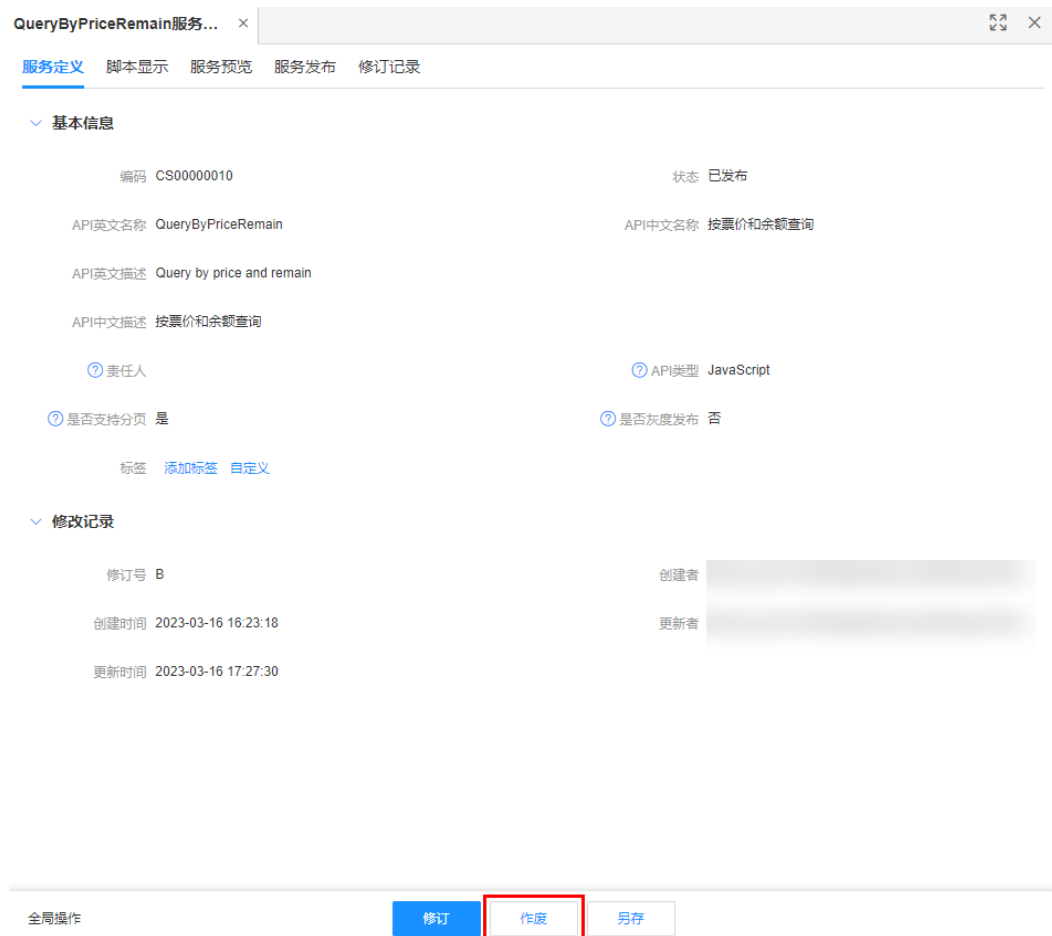 QueryByPriceRemain服务... ×
服务定义 脚本显示 服务预览 服务发布 修订记录
基本信息
编码 CS00000010 状态 已发布
API英文名称 QueryByPriceRemain API中文名称 按票价和余额查询
API英文描述 Query by price and remain
API中文描述 按票价和余额查询
责任人 API类型 JavaScript
是否支持分页 是 是否灰度发布 否
标签 添加标签 自定义
修改记录
修订号 B 创建者
创建时间 2023-03-16 16:23:18 更新者
更新时间 2023-03-16 17:27:30
全局操作 修订 作废 另存